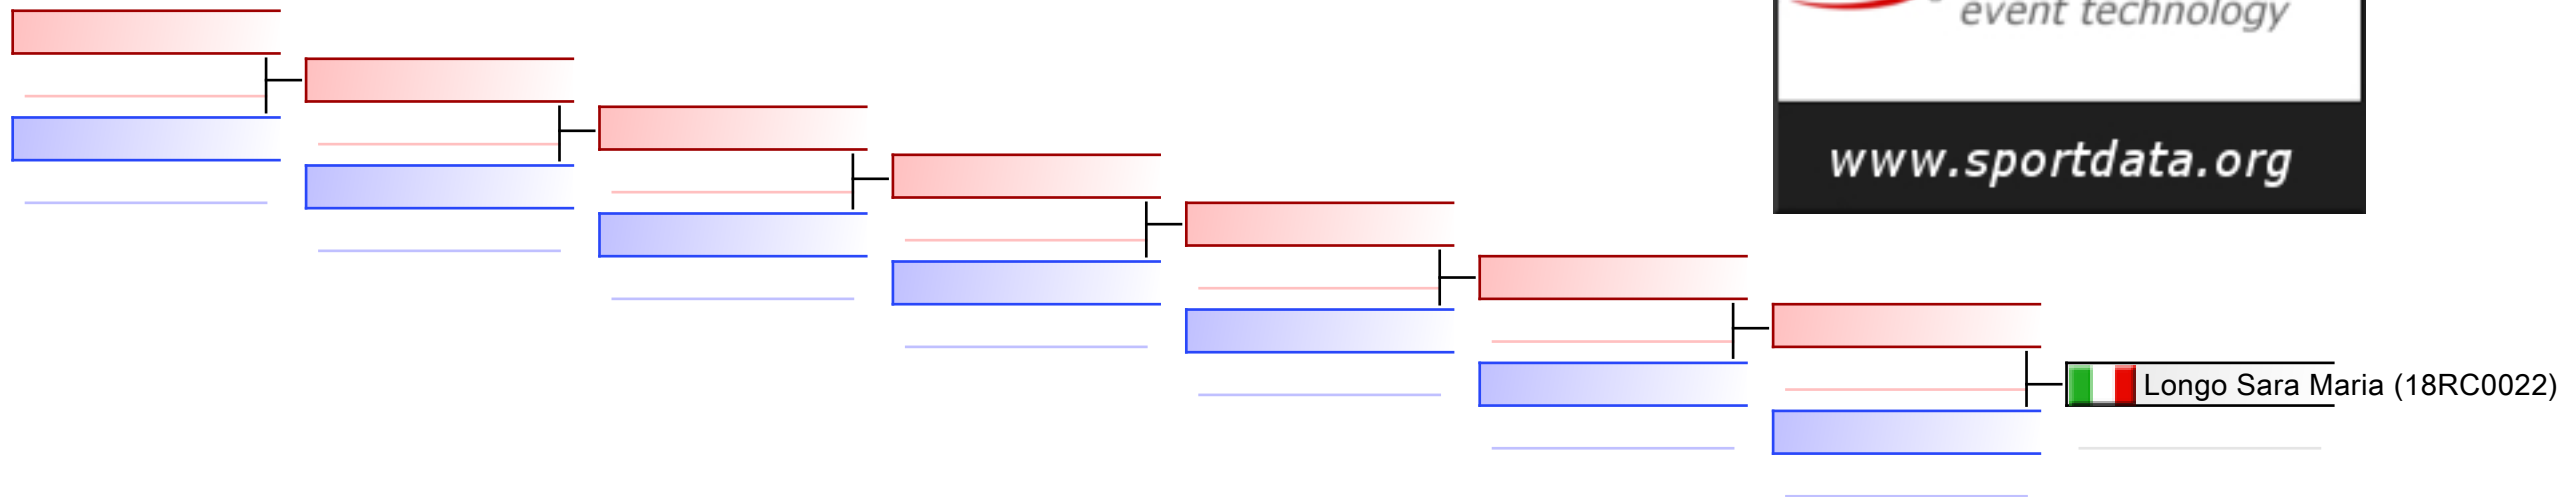 event technology
www.sportdata.org
Longo Sara Maria (18RC0022)